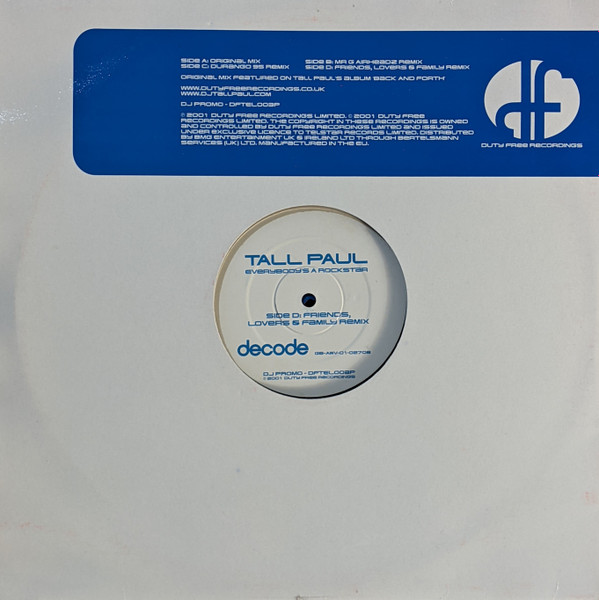 SIDE A: ORIGINAL MIX SIDE B: MR G AIRHEADZ REMIX
SIDE C: DURANGO 95 REMIX SIDE D: FRIENDS, LOVERS & FAMILY REMIX
ORIGINAL MIX FEATURED ON TALL PAUL'S ALBUM 'BACK AND FORTH'
WWW.DUTYFREERECORDINGS.CO.UK
WWW.DJTALLPAUL.COM
DJ PROMO - DFTEL002P
℗ 2001 DUTY FREE RECORDINGS LIMITED. © 2001 DUTY FREE
RECORDINGS LIMITED. THE COPYRIGHT IN THESE RECORDINGS IS OWNED
AND CONTROLLED BY DUTY FREE RECORDINGS LIMITED AND ISSUED
UNDER EXCLUSIVE LICENCE TO TELSTAR RECORDS LIMITED. DISTRIBUTED
BY BMG ENTERTAINMENT UK & IRELAND LTD THROUGH BERTELSMANN
SERVICES (UK) LTD. MANUFACTURED IN THE EU.
df
DUTY FREE RECORDINGS
TALL PAUL
EVERYBODY'S A ROCKSTAR
SIDE D: FRIENDS,
LOVERS & FAMILY REMIX
decode
DJ PROMO - DFTEL002P
© 2001 DUTY FREE RECORDINGS